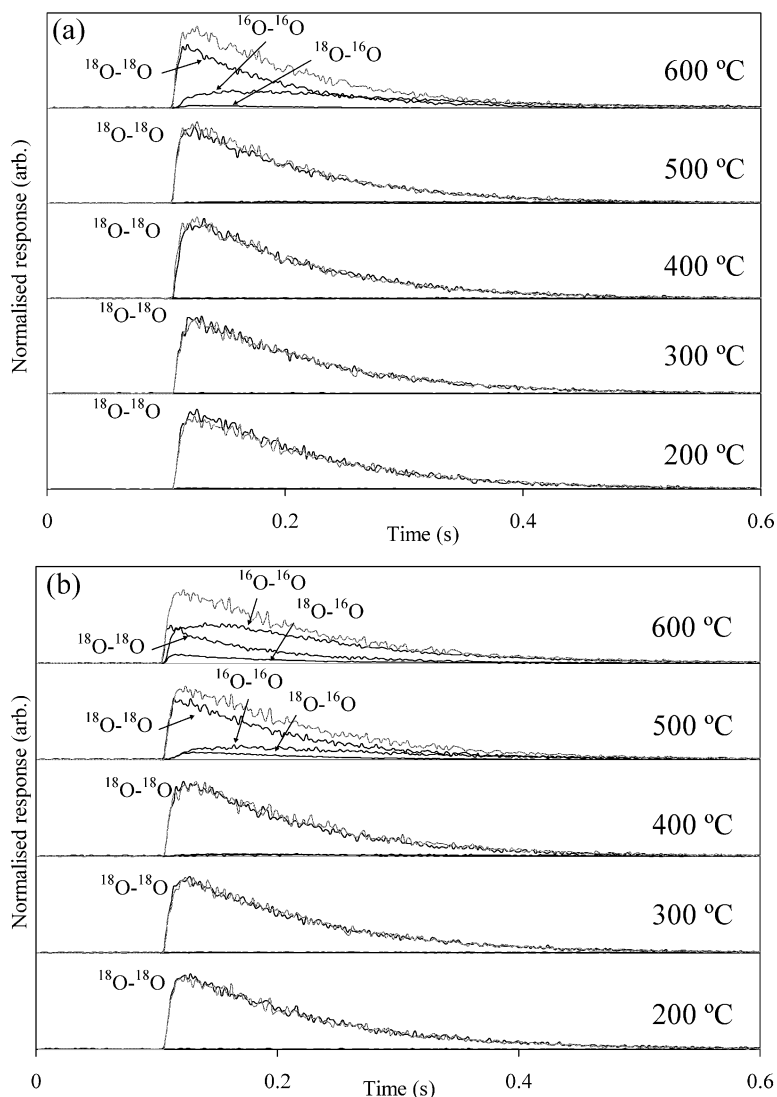 (a)
¹⁶O-¹⁶O
¹⁸O-¹⁶O
¹⁸O-¹⁸O
600 ºC
¹⁸O-¹⁸O
500 ºC
¹⁸O-¹⁸O
400 ºC
¹⁸O-¹⁸O
300 ºC
¹⁸O-¹⁸O
200 ºC
Normalised response (arb.)
0
0.2
0.4
0.6
Time (s)
(b)
¹⁶O-¹⁶O
¹⁸O-¹⁶O
¹⁸O-¹⁸O
600 ºC
¹⁶O-¹⁶O
¹⁸O-¹⁶O
¹⁸O-¹⁸O
500 ºC
¹⁸O-¹⁸O
400 ºC
¹⁸O-¹⁸O
300 ºC
¹⁸O-¹⁸O
200 ºC
Normalised response (arb.)
0
0.2
0.4
0.6
Time (s)